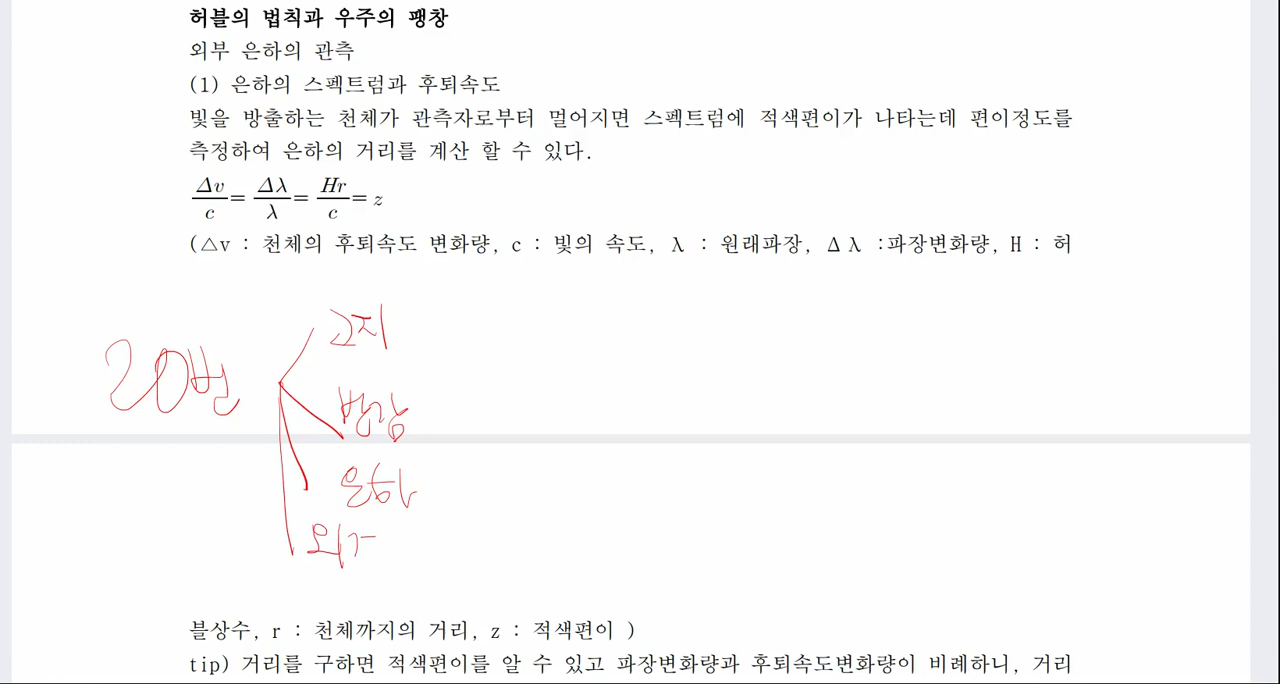 허블의 법칙과 우주의 팽창
외부 은하의 관측
(1) 은하의 스펙트럼과 후퇴속도
빛을 방출하는 천체가 관측자로부터 멀어지면 스펙트럼에 적색편이가 나타는데 편이정도를
측정하여 은하의 거리를 계산 할 수 있다.
Δv/c = Δλ/λ = Hr/c = z
(△v : 천체의 후퇴속도 변화량, c : 빛의 속도, λ : 원래파장, Δλ :파장변화량, H : 허
고지
20번
방감
은하
외
블상수, r : 천체까지의 거리, z : 적색편이 )
tip) 거리를 구하면 적색편이를 알 수 있고 파장변화량과 후퇴속도변화량이 비례하니, 거리